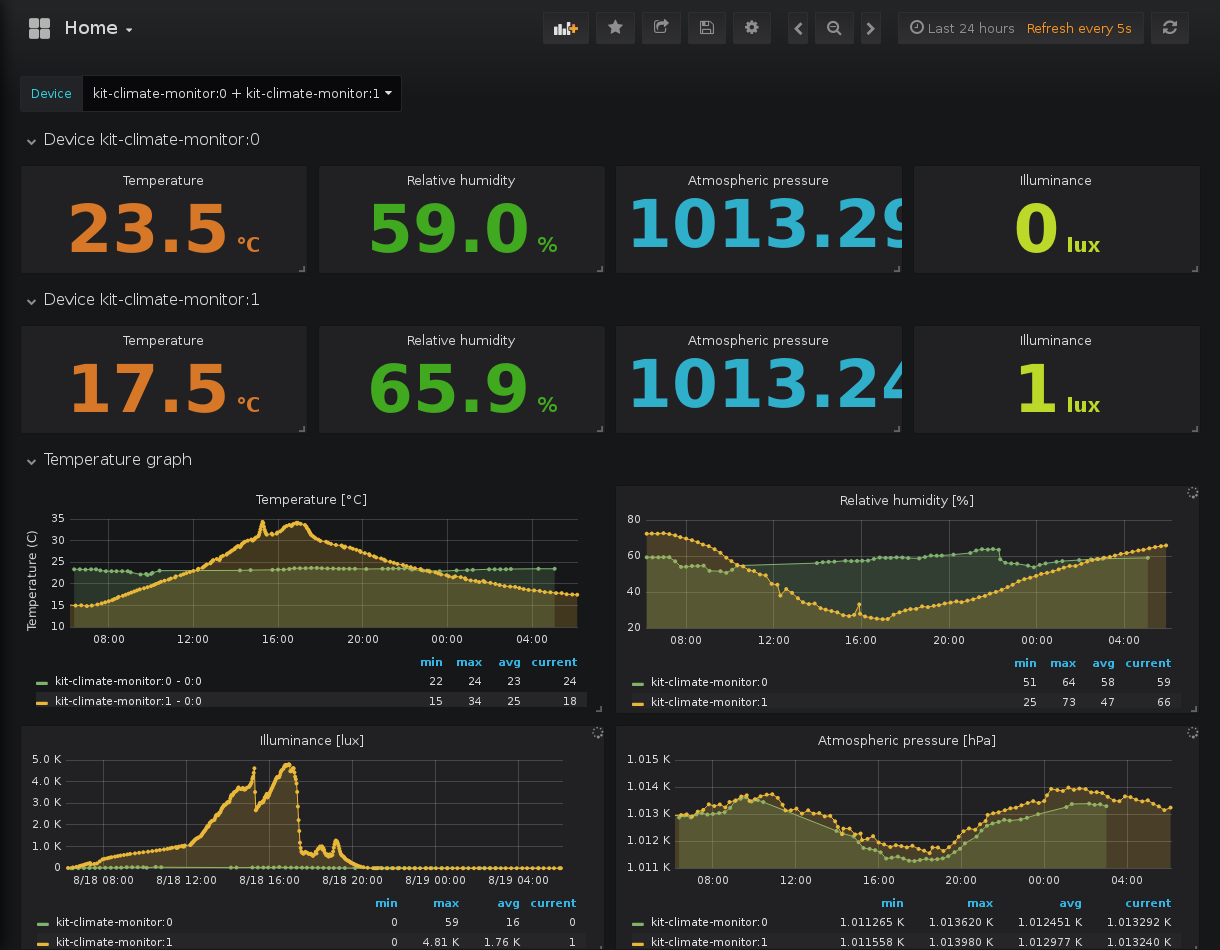 Home
Last 24 hours Refresh every 5s
Device kit-climate-monitor:0 + kit-climate-monitor:1
Device kit-climate-monitor:0
Temperature Relative humidity Atmospheric pressure Illuminance
23.5 °C 59.0 % 1013.29 0 lux
Device kit-climate-monitor:1
Temperature Relative humidity Atmospheric pressure Illuminance
17.5 °C 65.9 % 1013.24 1 lux
Temperature graph
Temperature [°C]
Temperature (C)
35
30
25
20
15
10
08:00 12:00 16:00 20:00 00:00 04:00
min max avg current
kit-climate-monitor:0 - 0:0 22 24 23 24
kit-climate-monitor:1 - 0:0 15 34 25 18
Relative humidity [%]
80
60
40
20
08:00 12:00 16:00 20:00 00:00 04:00
min max avg current
kit-climate-monitor:0 51 64 58 59
kit-climate-monitor:1 25 73 47 66
Illuminance [lux]
5.0 K
4.0 K
3.0 K
2.0 K
1.0 K
0
8/18 08:00 8/18 12:00 8/18 16:00 8/18 20:00 8/19 00:00 8/19 04:00
min max avg current
kit-climate-monitor:0 0 59 16 0
kit-climate-monitor:1 0 4.81 K 1.76 K 1
Atmospheric pressure [hPa]
1.015 K
1.014 K
1.013 K
1.012 K
1.011 K
08:00 12:00 16:00 20:00 00:00 04:00
min max avg current
kit-climate-monitor:0 1.011265 K 1.013620 K 1.012451 K 1.013292 K
kit-climate-monitor:1 1.011558 K 1.013980 K 1.012977 K 1.013240 K